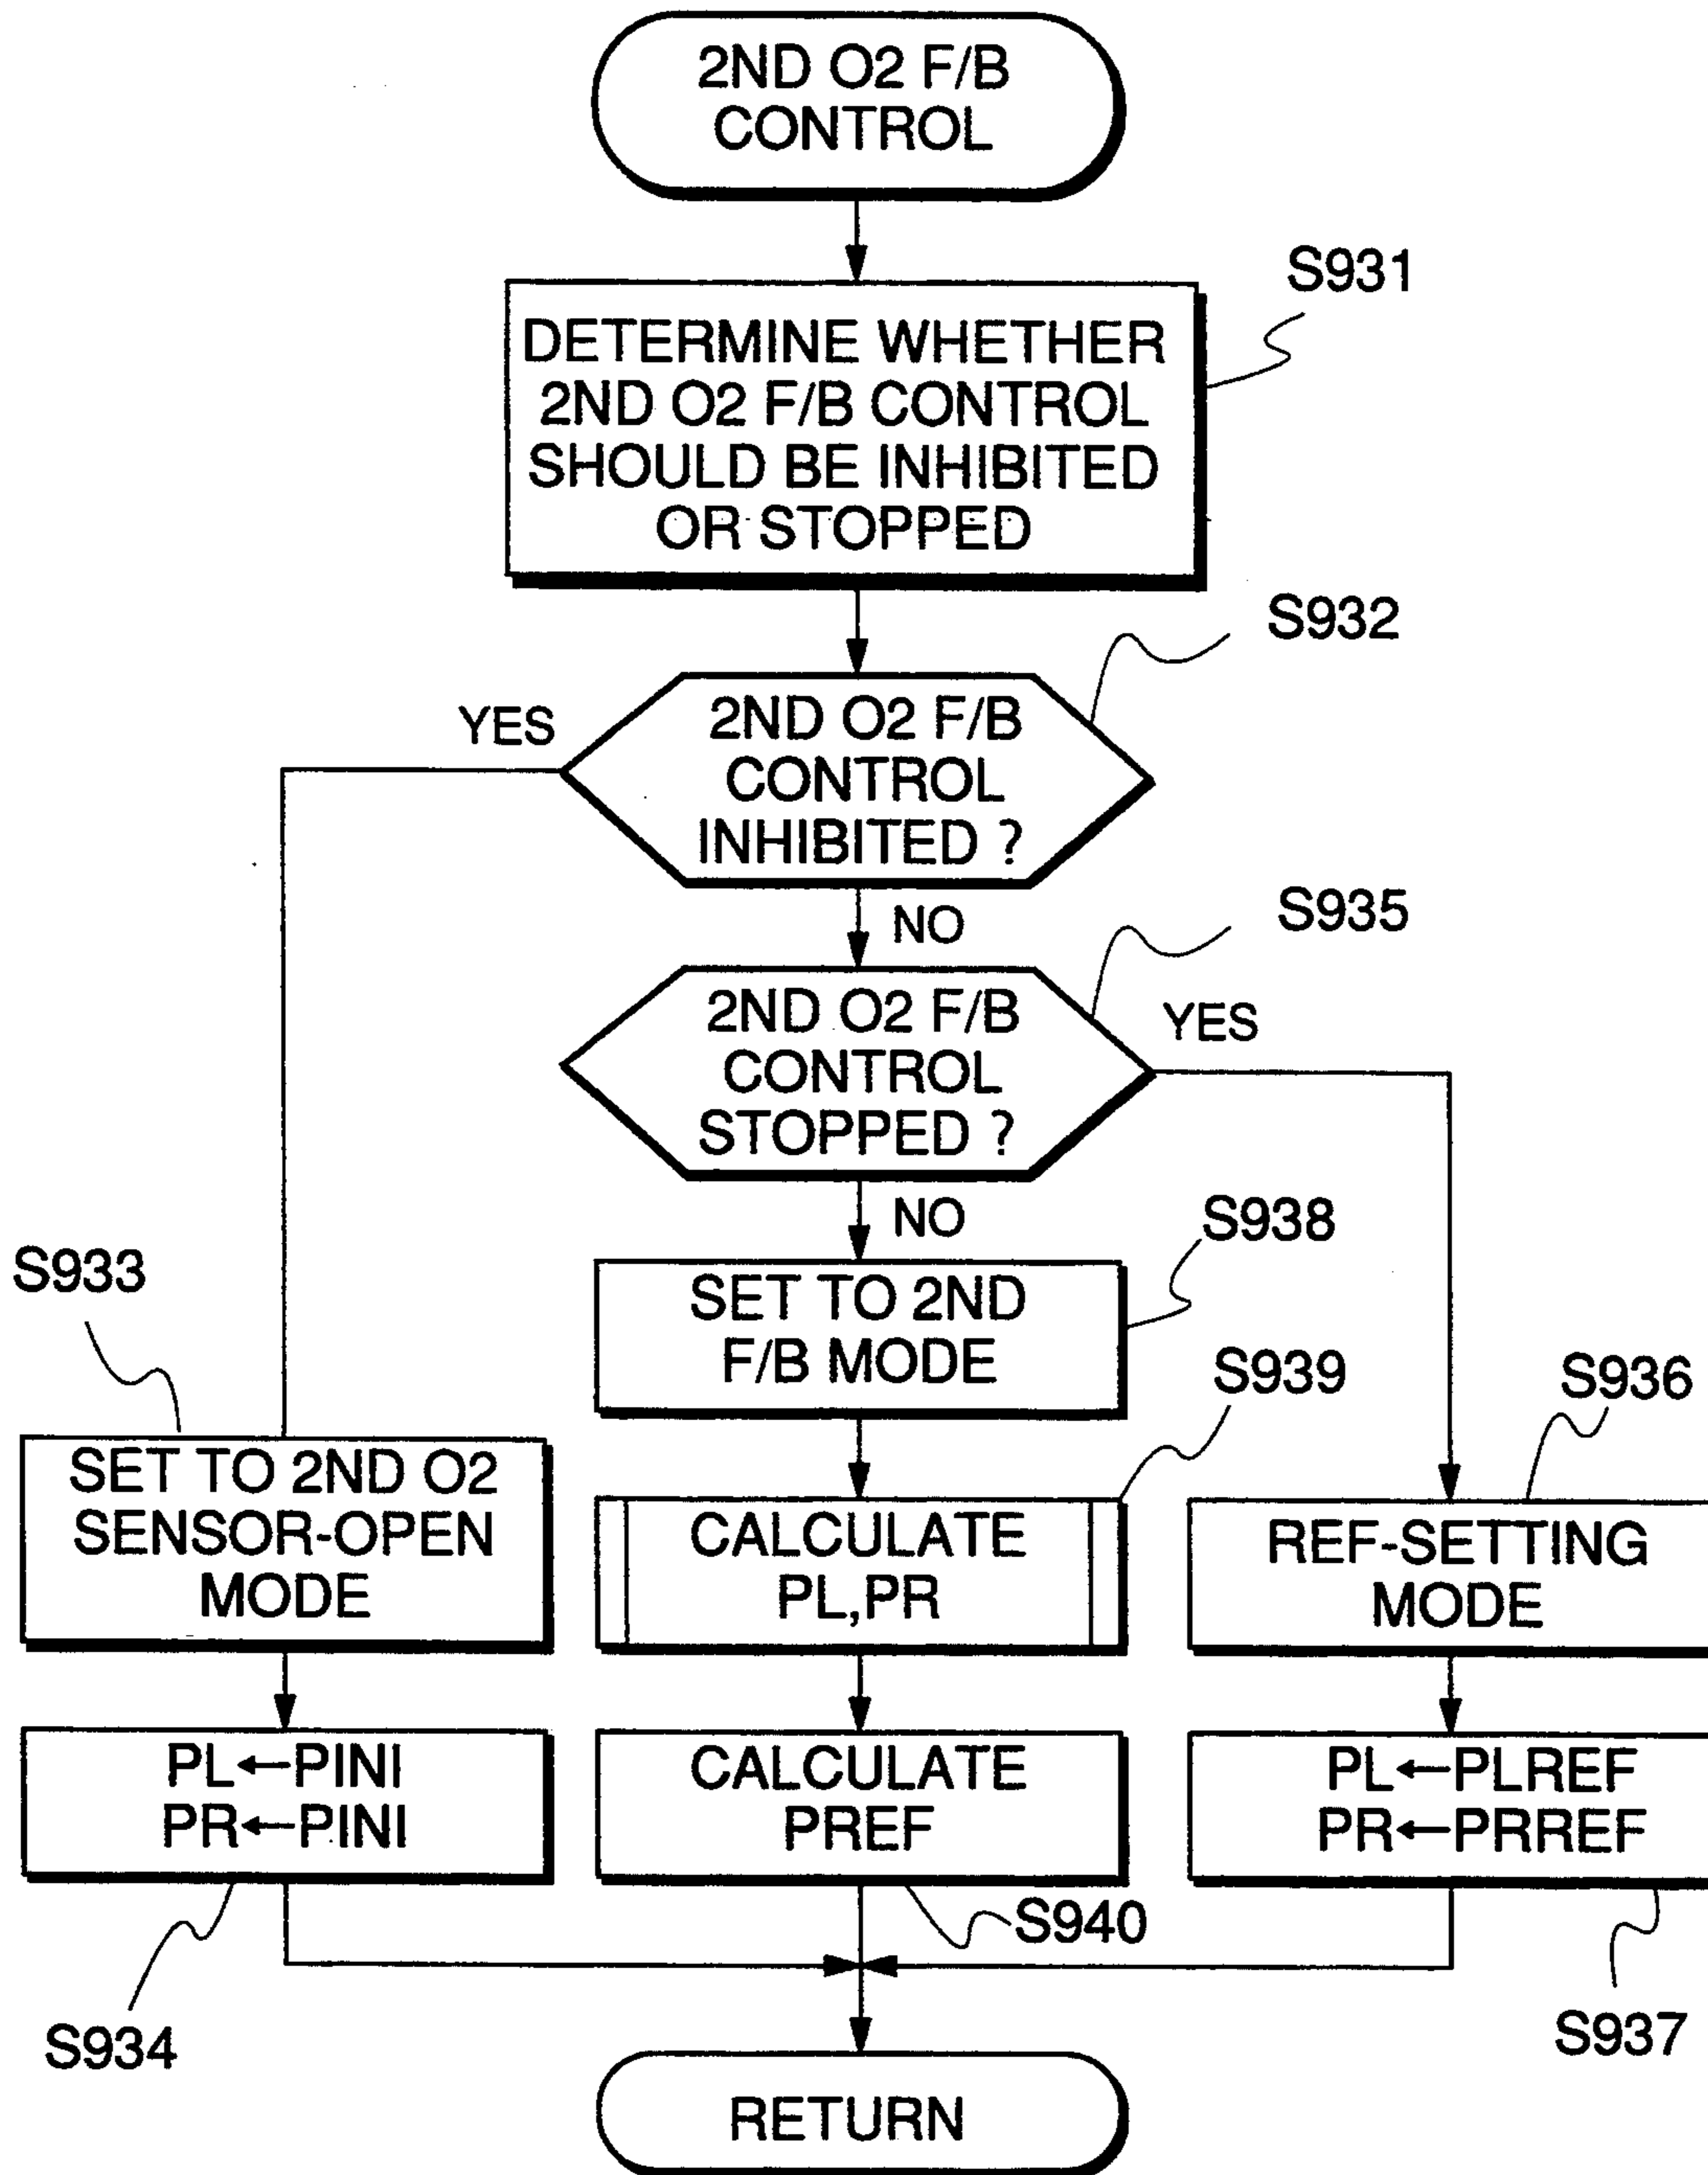 2ND O2 F/B
CONTROL
S931
DETERMINE WHETHER
2ND O2 F/B CONTROL
SHOULD BE INHIBITED
OR STOPPED
S932
YES
2ND O2 F/B
CONTROL
INHIBITED ?
NO
S935
2ND O2 F/B
CONTROL
STOPPED ?
YES
NO
S938
S933
SET TO 2ND
F/B MODE
S939
S936
SET TO 2ND O2
SENSOR-OPEN
MODE
CALCULATE
PL,PR
REF-SETTING
MODE
PL←PINI
PR←PINI
CALCULATE
PREF
PL←PLREF
PR←PRREF
S940
S934
S937
RETURN